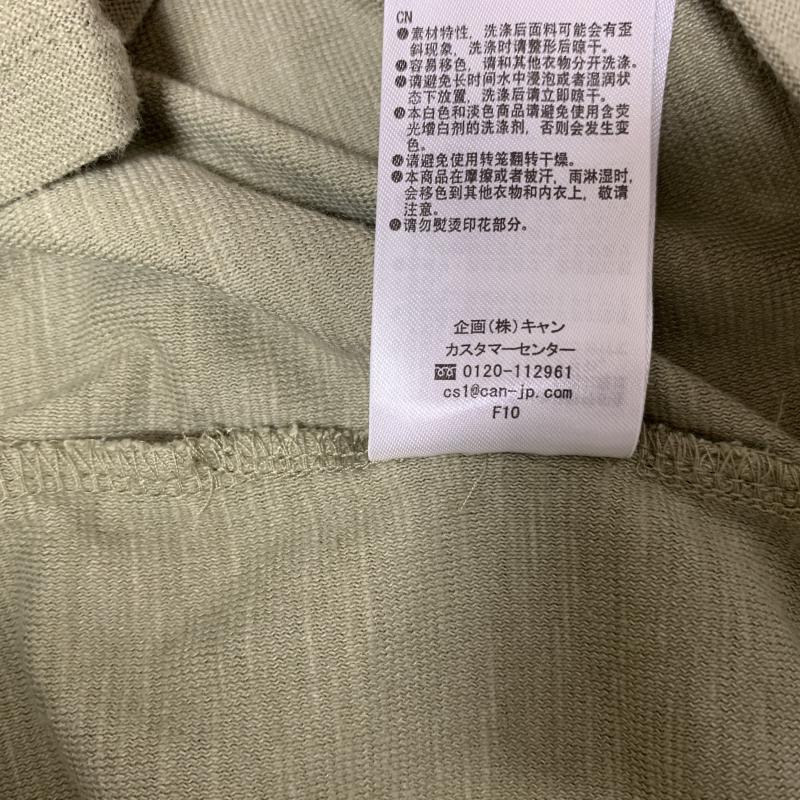 CN
●素材特性，洗涤后面料可能会有歪
斜现象，洗涤时请整形后晾干。
●容易移色，请和其他衣物分开洗涤。
●请避免长时间水中浸泡或者湿润状
态下放置，洗涤后请立即晾干。
●本白色和淡色商品请避免使用含荧
光增白剂的洗涤剂，否则会发生变
色。
●请避免使用转笼翻转干燥。
●本商品在摩擦或者被汗，雨淋湿时，
会移色到其他衣物和内衣上，敬请
注意。
●请勿熨烫印花部分。
企画(株)キャン
カスタマーセンター
0120-112961
cs1@can-jp.com
F10